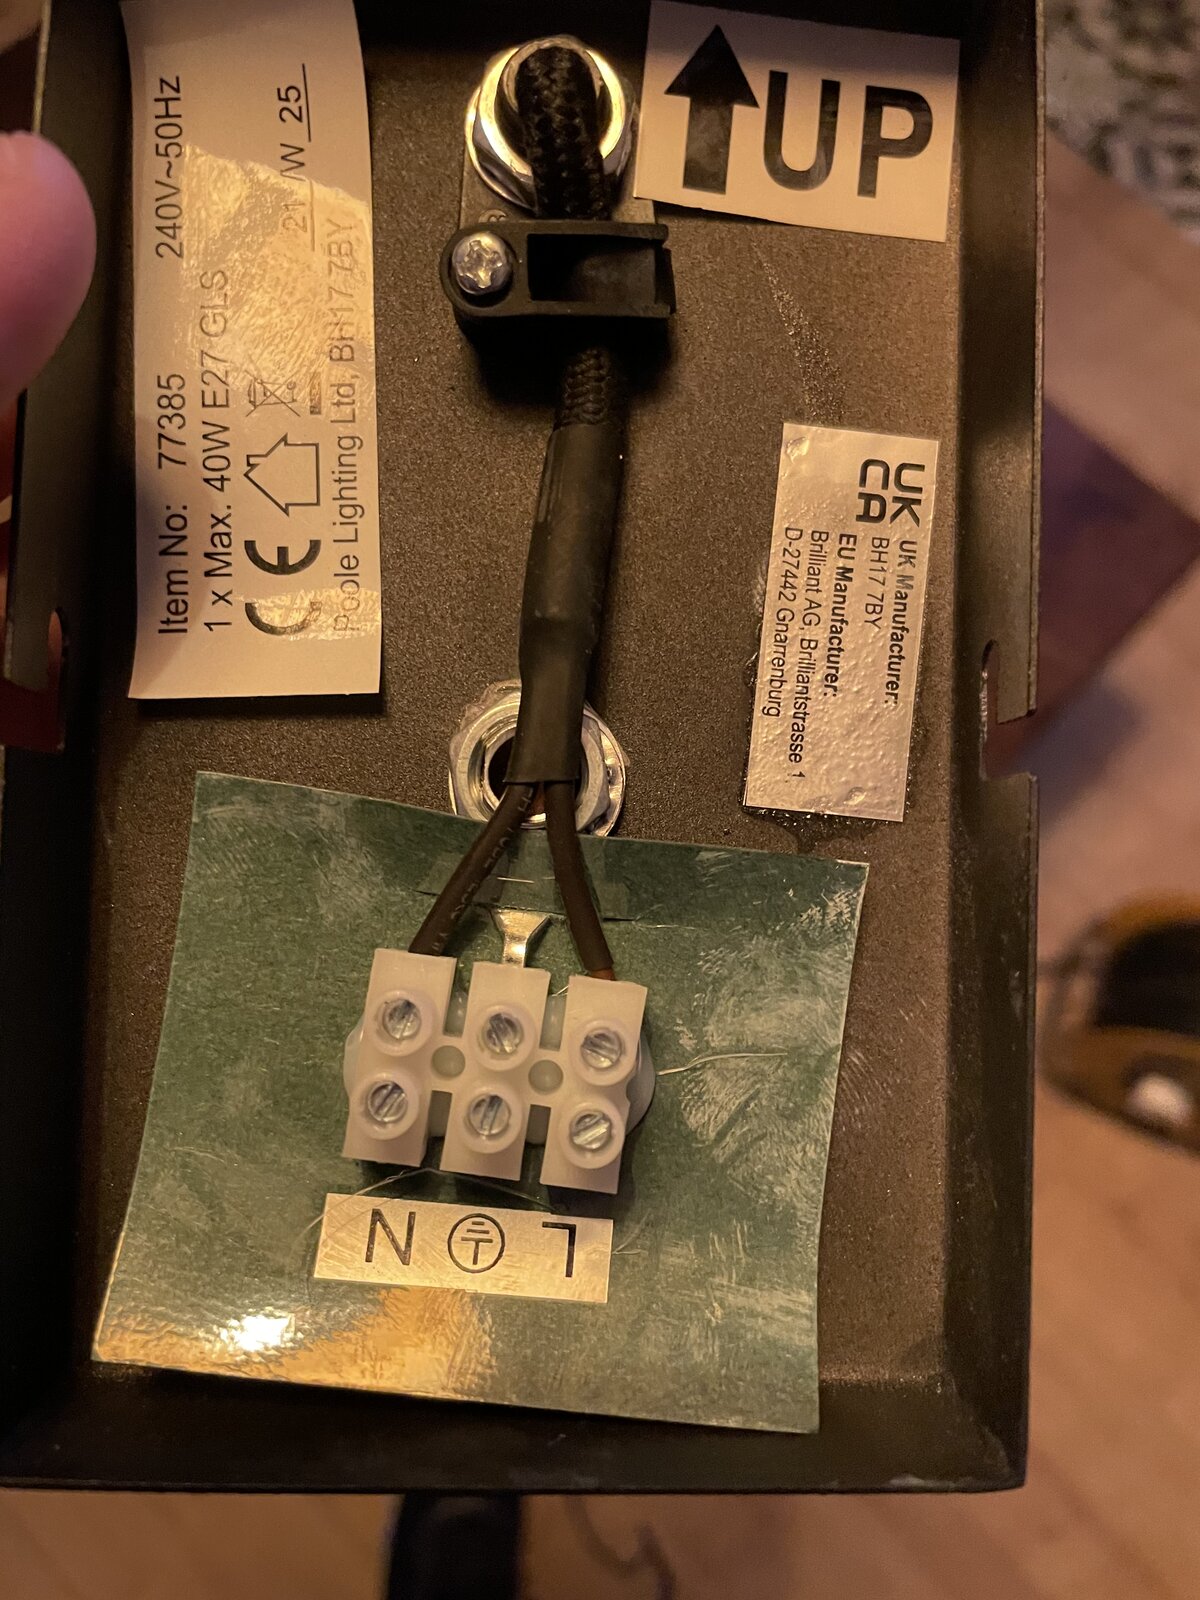 UP
Item No: 77385 240V~50Hz
1 x Max. 40W E27 GLS 21 /W 25
CE
Poole Lighting Ltd, BH17 7BY
UK
CA
UK Manufacturer:
BH17 7BY
EU Manufacturer:
Brilliant AG, Brilliantstrasse 1
D-27442 Gnarrenburg
N L